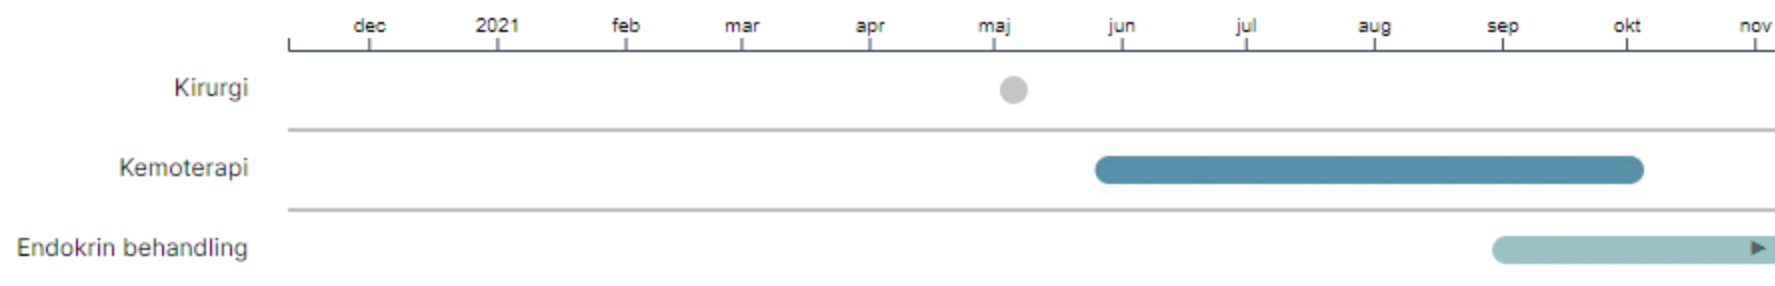 dec 2021 feb mar apr maj jun jul aug sep okt nov
Kirurgi
Kemoterapi
Endokrin behandling